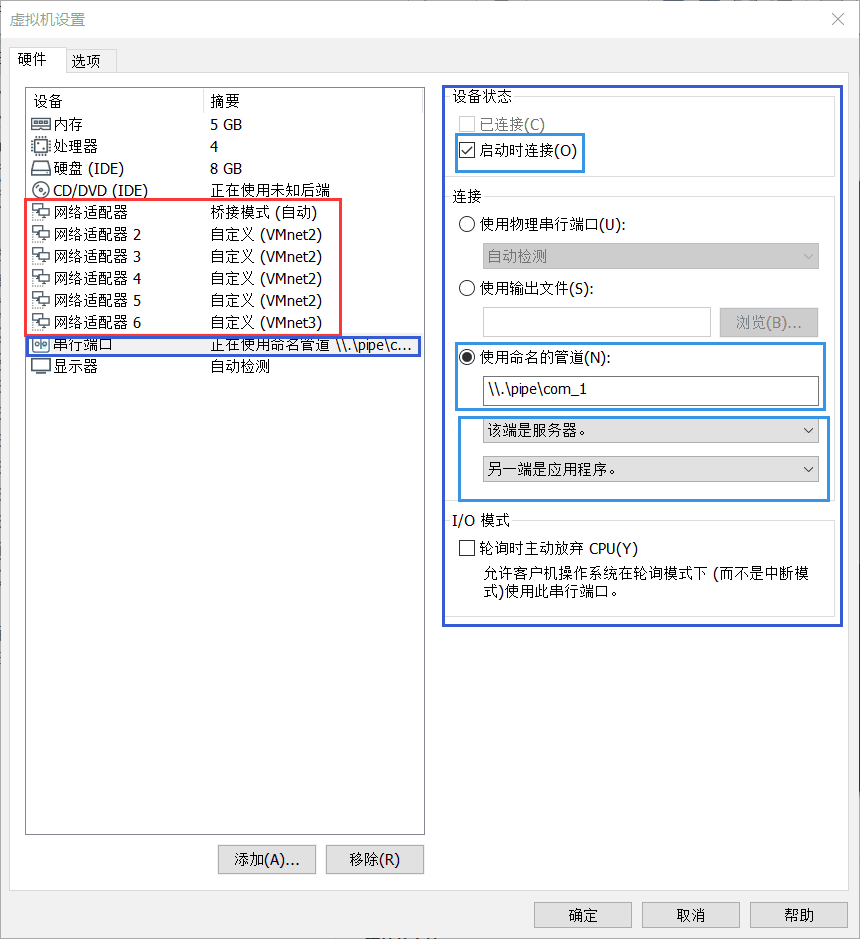 虚拟机设置
硬件 选项
设备 摘要
内存 5 GB
处理器 4
硬盘 (IDE) 8 GB
CD/DVD (IDE) 正在使用未知后端
网络适配器 桥接模式 (自动)
网络适配器 2 自定义 (VMnet2)
网络适配器 3 自定义 (VMnet2)
网络适配器 4 自定义 (VMnet2)
网络适配器 5 自定义 (VMnet2)
网络适配器 6 自定义 (VMnet3)
串行端口 正在使用命名管道 \\.\pipe\c...
显示器 自动检测
添加(A)... 移除(R)
设备状态
已连接(C)
启动时连接(O)
连接
使用物理串行端口(U):
自动检测
使用输出文件(S):
浏览(B)...
使用命名的管道(N):
\\.\pipe\com_1
该端是服务器。
另一端是应用程序。
I/O 模式
轮询时主动放弃 CPU(Y)
允许客户机操作系统在轮询模式下 (而不是中断模
式)使用此串行端口。
确定 取消 帮助